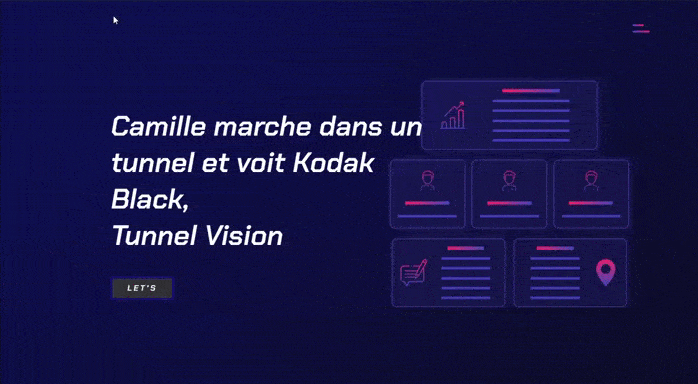 Camille marche dans un
tunnel et voit Kodak
Black,
Tunnel Vision
LET'S